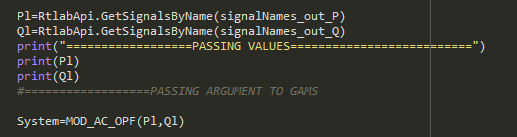 Pl=RtlabApi.GetSignalsByName(signalNames_out_P)
Ql=RtlabApi.GetSignalsByName(signalNames_out_Q)
print("==================PASSING VALUES==========================")
print(Pl)
print(Ql)
#==================PASSING ARGUMENT TO GAMS
System=MOD_AC_OPF(Pl,Ql)